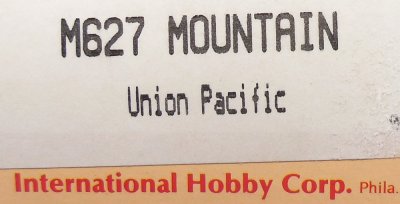 M627 MOUNTAIN
Union Pacific
International Hobby Corp. Phila.